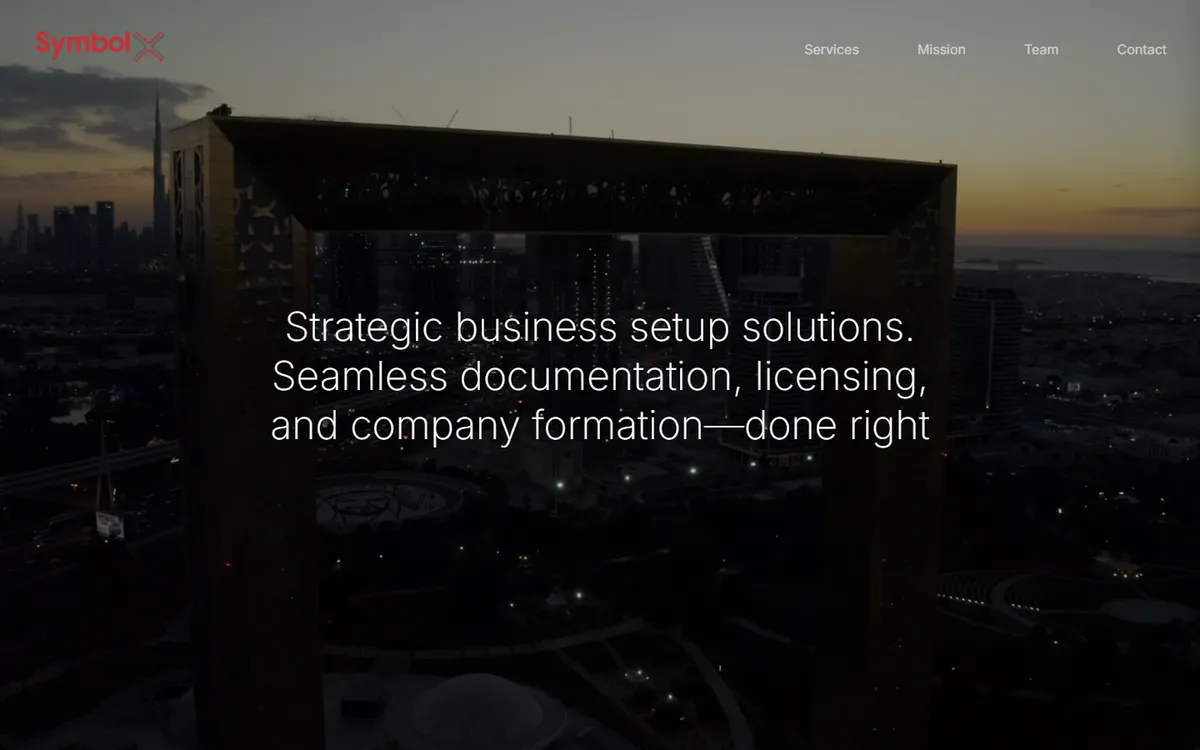 Symbol X
Services
Mission
Team
Contact
Strategic business setup solutions.
Seamless documentation, licensing,
and company formation—done right